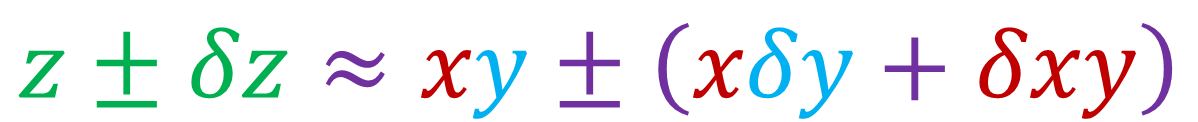 z ± δz ≈ xy ± (xδy + δxy)